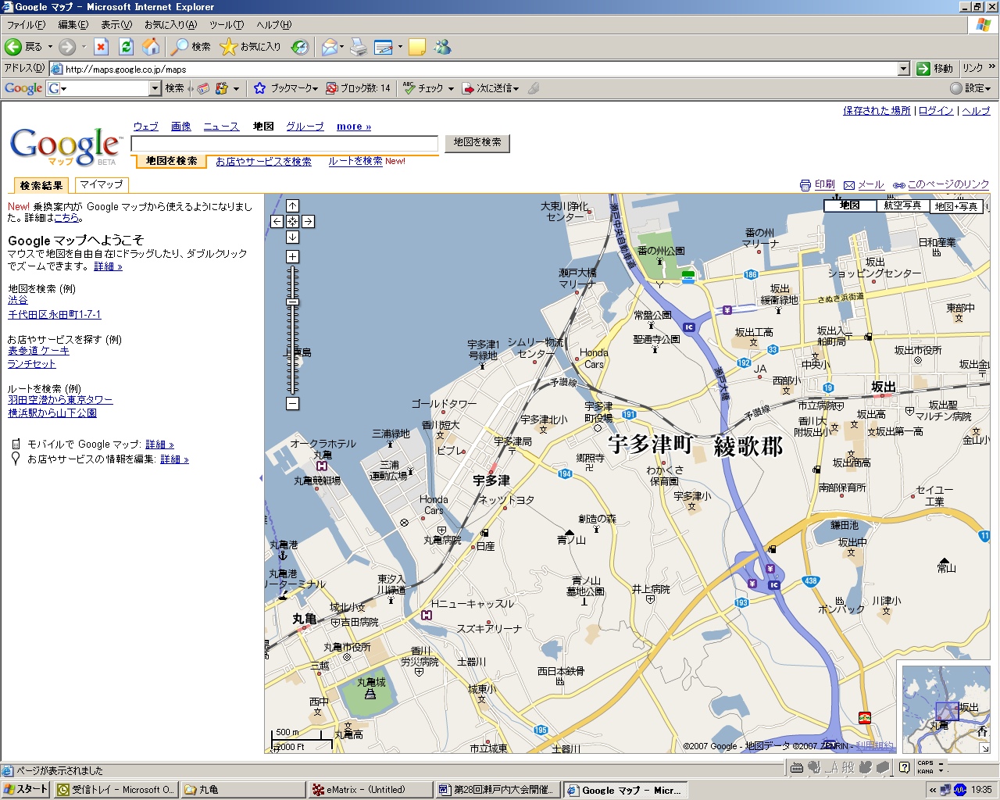 Google マップ - Microsoft Internet Explorer
ファイル(F) 編集(E) 表示(V) お気に入り(A) ツール(T) ヘルプ(H)
戻る 検索 お気に入り
アドレス(D) http://maps.google.co.jp/maps 移動 リンク »
Google G 検索 ブックマーク ブロック数: 14 ABC チェック 次に送信 設定
保存された場所 | ログイン | ヘルプ
ウェブ 画像 ニュース 地図 グループ more »
Google マップ BETA
地図を検索
地図を検索 お店やサービスを検索 ルートを検索 New!
検索結果 マイマップ
印刷 メール このページのリンク
New! 乗換案内が Google マップから使えるようになりまし
た。詳細はこちら。
Google マップへようこそ
マウスで地図を自由自在にドラッグしたり、ダブルクリック
でズームできます。 詳細 »
地図を検索 (例)
渋谷
千代田区永田町1-7-1
お店やサービスを探す (例)
表参道 ケーキ
ランチセット
ルートを検索 (例)
羽田空港から東京タワー
横浜駅から山下公園
モバイルで Google マップ: 詳細 »
お店やサービスの情報を編集: 詳細 »
地図 航空写真 地図+写真
大東川浄化
センター
瀬戸中央自動車道
番の州公園
番の州
マリーナ
日和産業
瀬戸大橋
マリーナ
186
坂出
ショッピングセンター
坂出
緩衝緑地
さぬき浜街道
東部中
常盤公園
IC
聖通寺公園
坂出工高
坂出入
船町局
33
坂出市役所
宇多津1
号緑地
シムリー物流
センター
Honda
Cars
192
JA
中央小
坂出金山
西部小
19
坂出
予讃線
瀬戸大橋
予讃線
ゴールドタワー
宇多津
町役場
191
市立病院
坂出高
坂出聖
マルチン病院
香川短大
宇多津北小
香川大
附坂出小
坂出第一高
金山小
三浦緑地
ビブレ
宇多津局
宇多津町 綾歌郡
オークラホテル
丸亀
H
郷照寺
坂出商高
三浦
運動広場
丸亀競艇場
宇多津
194
わかくさ
保育園
南部保育所
セイユー
工業
Honda
Cars
ネッツトヨタ
宇多津小
創造の森
丸亀病院
日産
青ノ山
鎌田池
坂出中
11
丸亀港
丸亀港
リーターミナル
東汐入
川緑道
青ノ山
墓地公園
井上病院
438
IC
常山
193
ボンパック
川津小
城北小
Hニューキャッスル
H
丸亀
吉田病院
スズキアリーナ
丸亀市役所
香川
労災病院
土器川
三越
丸亀城
西日本鉄骨
城東小
西中
丸亀高
195
市立城東
土器川
500 m
2000 Ft
©2007 Google - 地図データ ©2007 ZENRIN - 利用規約
坂出
丸亀
香
ページが表示されました
A 般 CAPS
KANA
スタート 受信トレイ - Microsoft O... 丸亀 eMatrix - (Untitled) 第28回瀬戸内大会開催... Google マップ - Micr... « 19:35